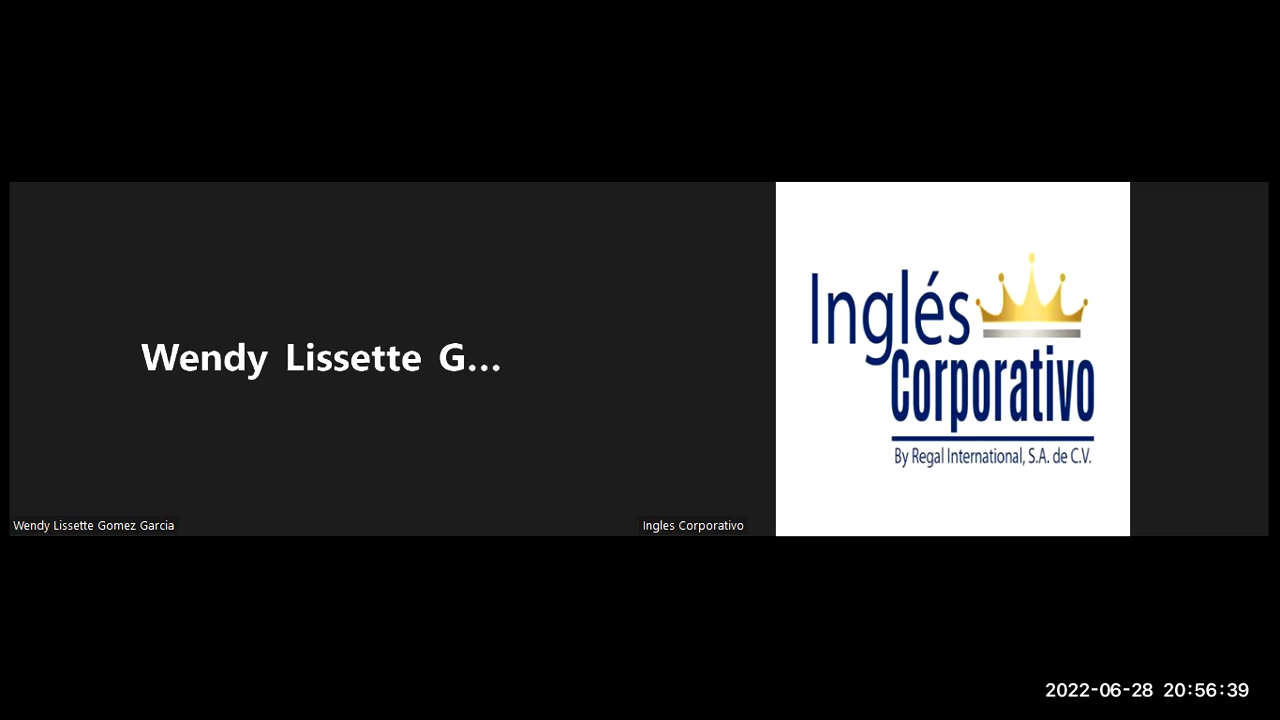 Wendy Lissette G...
Wendy Lissette Gomez Garcia
Inglés
Corporativo
By Regal International, S.A. de C.V.
Ingles Corporativo
2022-06-28 20:56:39